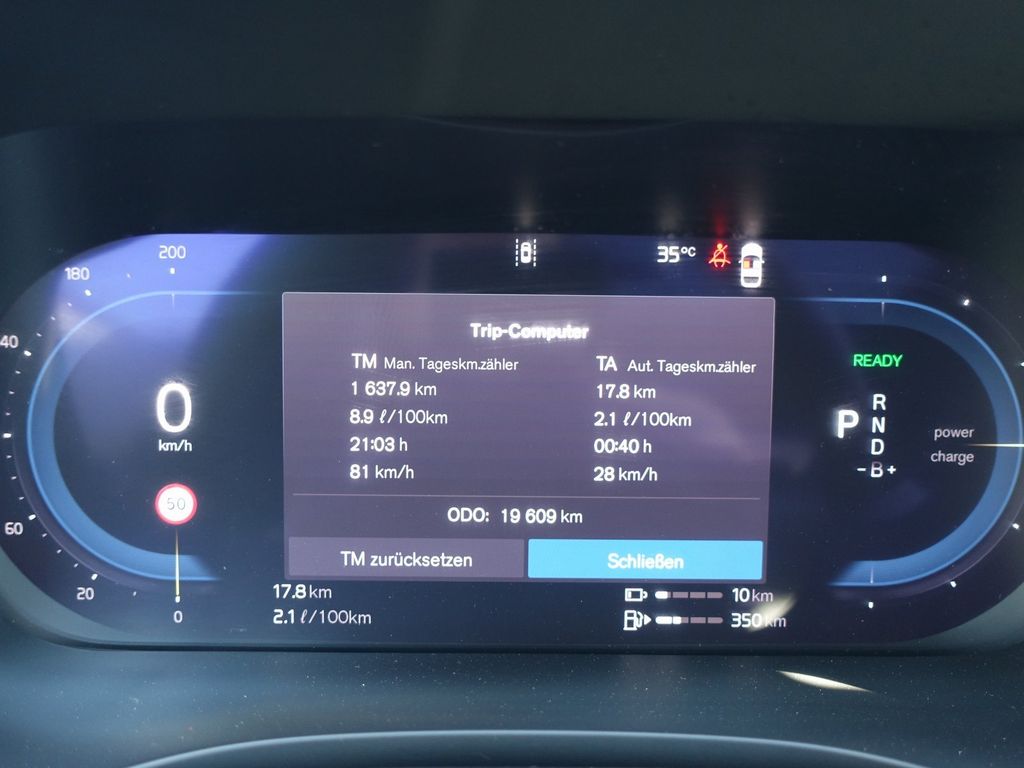 200
180
40
60
20
0
35°C
Trip-Computer
TM Man. Tageskm.zähler
1 637.9 km
8.9 ℓ/100km
21:03 h
81 km/h
TA Aut. Tageskm.zähler
17.8 km
2.1 ℓ/100km
00:40 h
28 km/h
ODO: 19 609 km
TM zurücksetzen
Schließen
0
km/h
50
READY
P
R
N
D
-B+
power
charge
17.8 km
2.1 ℓ/100km
10 km
350 km